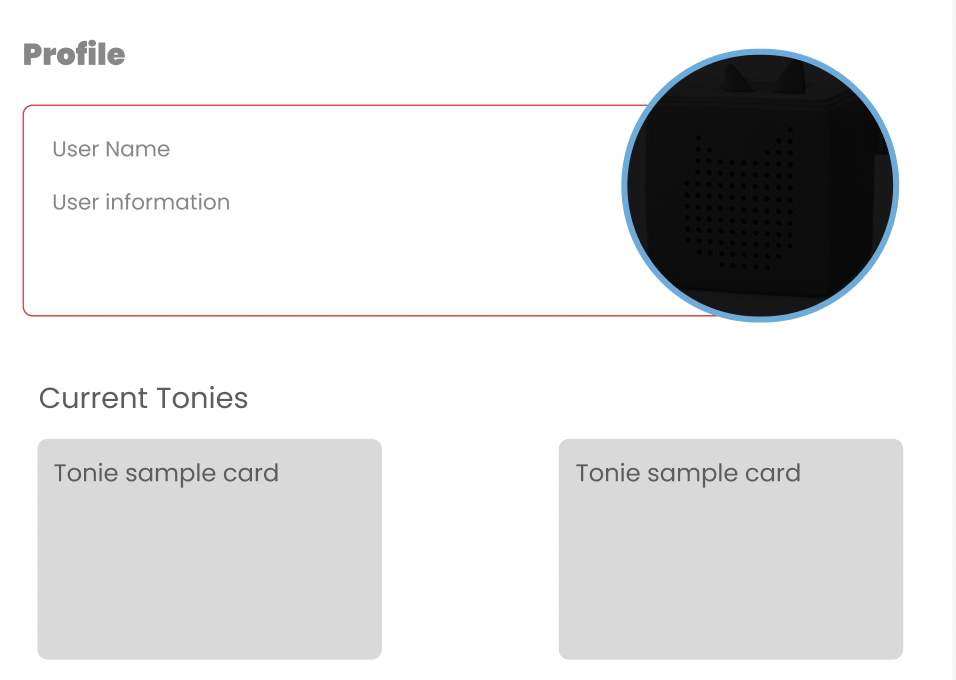 Profile
User Name
User information
Current Tonies
Tonie sample card
Tonie sample card